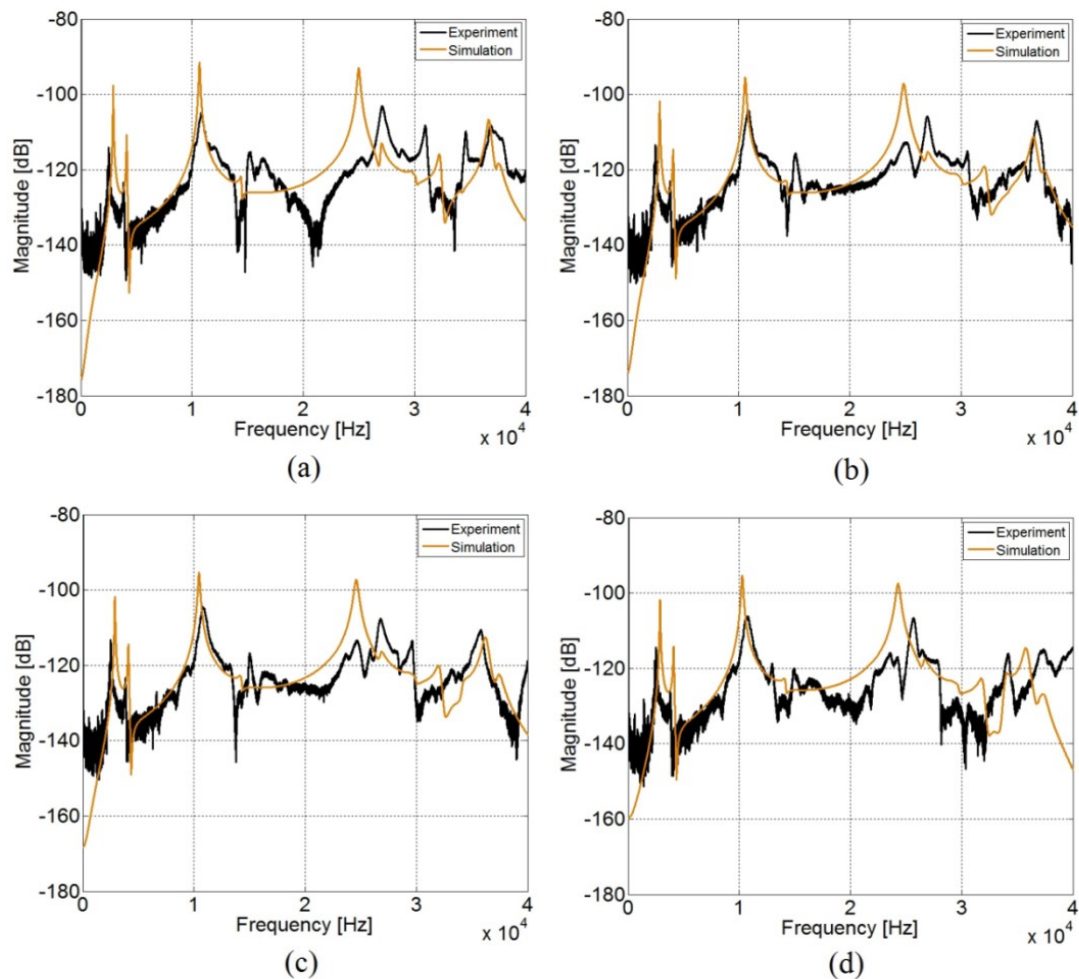 -80
-100
-120
-140
-160
-180
Magnitude [dB]
Experiment
Simulation
0 1 2 3 4
Frequency [Hz]
x 10^4
(a)
-80
-100
-120
-140
-160
-180
Magnitude [dB]
Experiment
Simulation
0 1 2 3 4
Frequency [Hz]
x 10^4
(b)
-80
-100
-120
-140
-160
-180
Magnitude [dB]
Experiment
Simulation
0 1 2 3 4
Frequency [Hz]
x 10^4
(c)
-80
-100
-120
-140
-160
-180
Magnitude [dB]
Experiment
Simulation
0 1 2 3 4
Frequency [Hz]
x 10^4
(d)